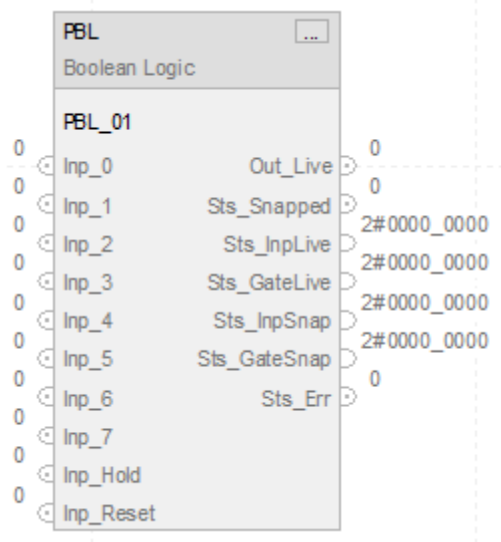 PBL ...
Boolean Logic
PBL_01
0 Inp_0 Out_Live 0
0 Inp_1 Sts_Snapped 0
0 Inp_2 Sts_InpLive 2#0000_0000
0 Inp_3 Sts_GateLive 2#0000_0000
0 Inp_4 Sts_InpSnap 2#0000_0000
0 Inp_5 Sts_GateSnap 2#0000_0000
0 Inp_6 Sts_Err 0
0 Inp_7
0 Inp_Hold
0 Inp_Reset